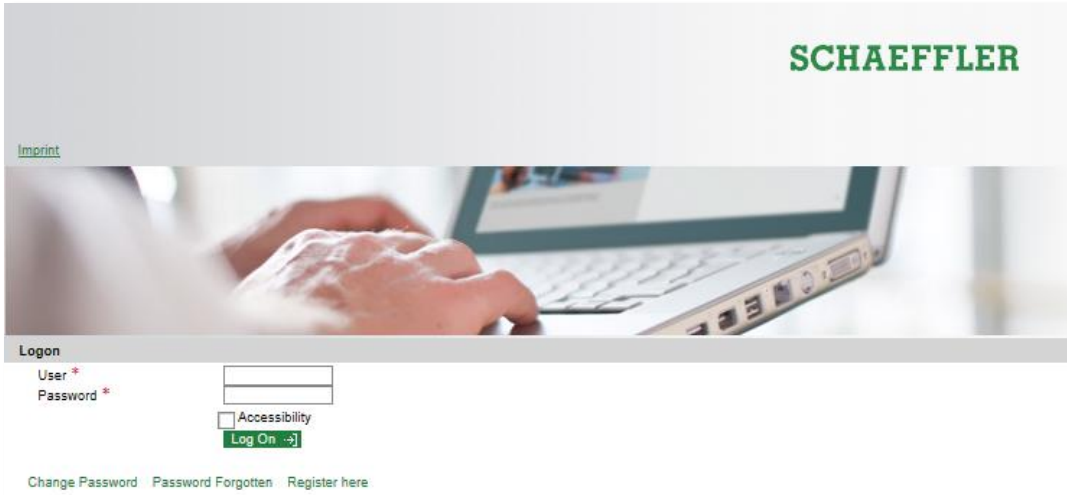 SCHAEFFLER
Imprint
Logon
User *
Password *
Accessibility
Log On
Change Password Password Forgotten Register here